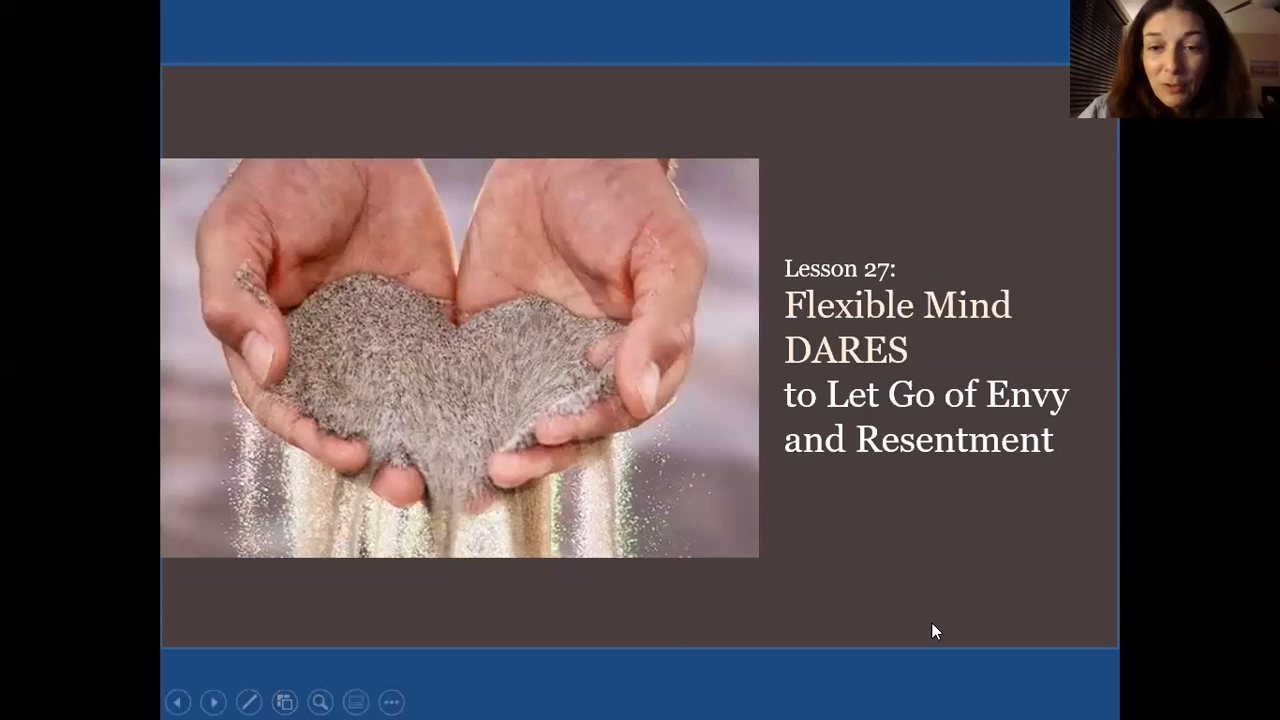 Lesson 27:
Flexible Mind
DARES
to Let Go of Envy
and Resentment